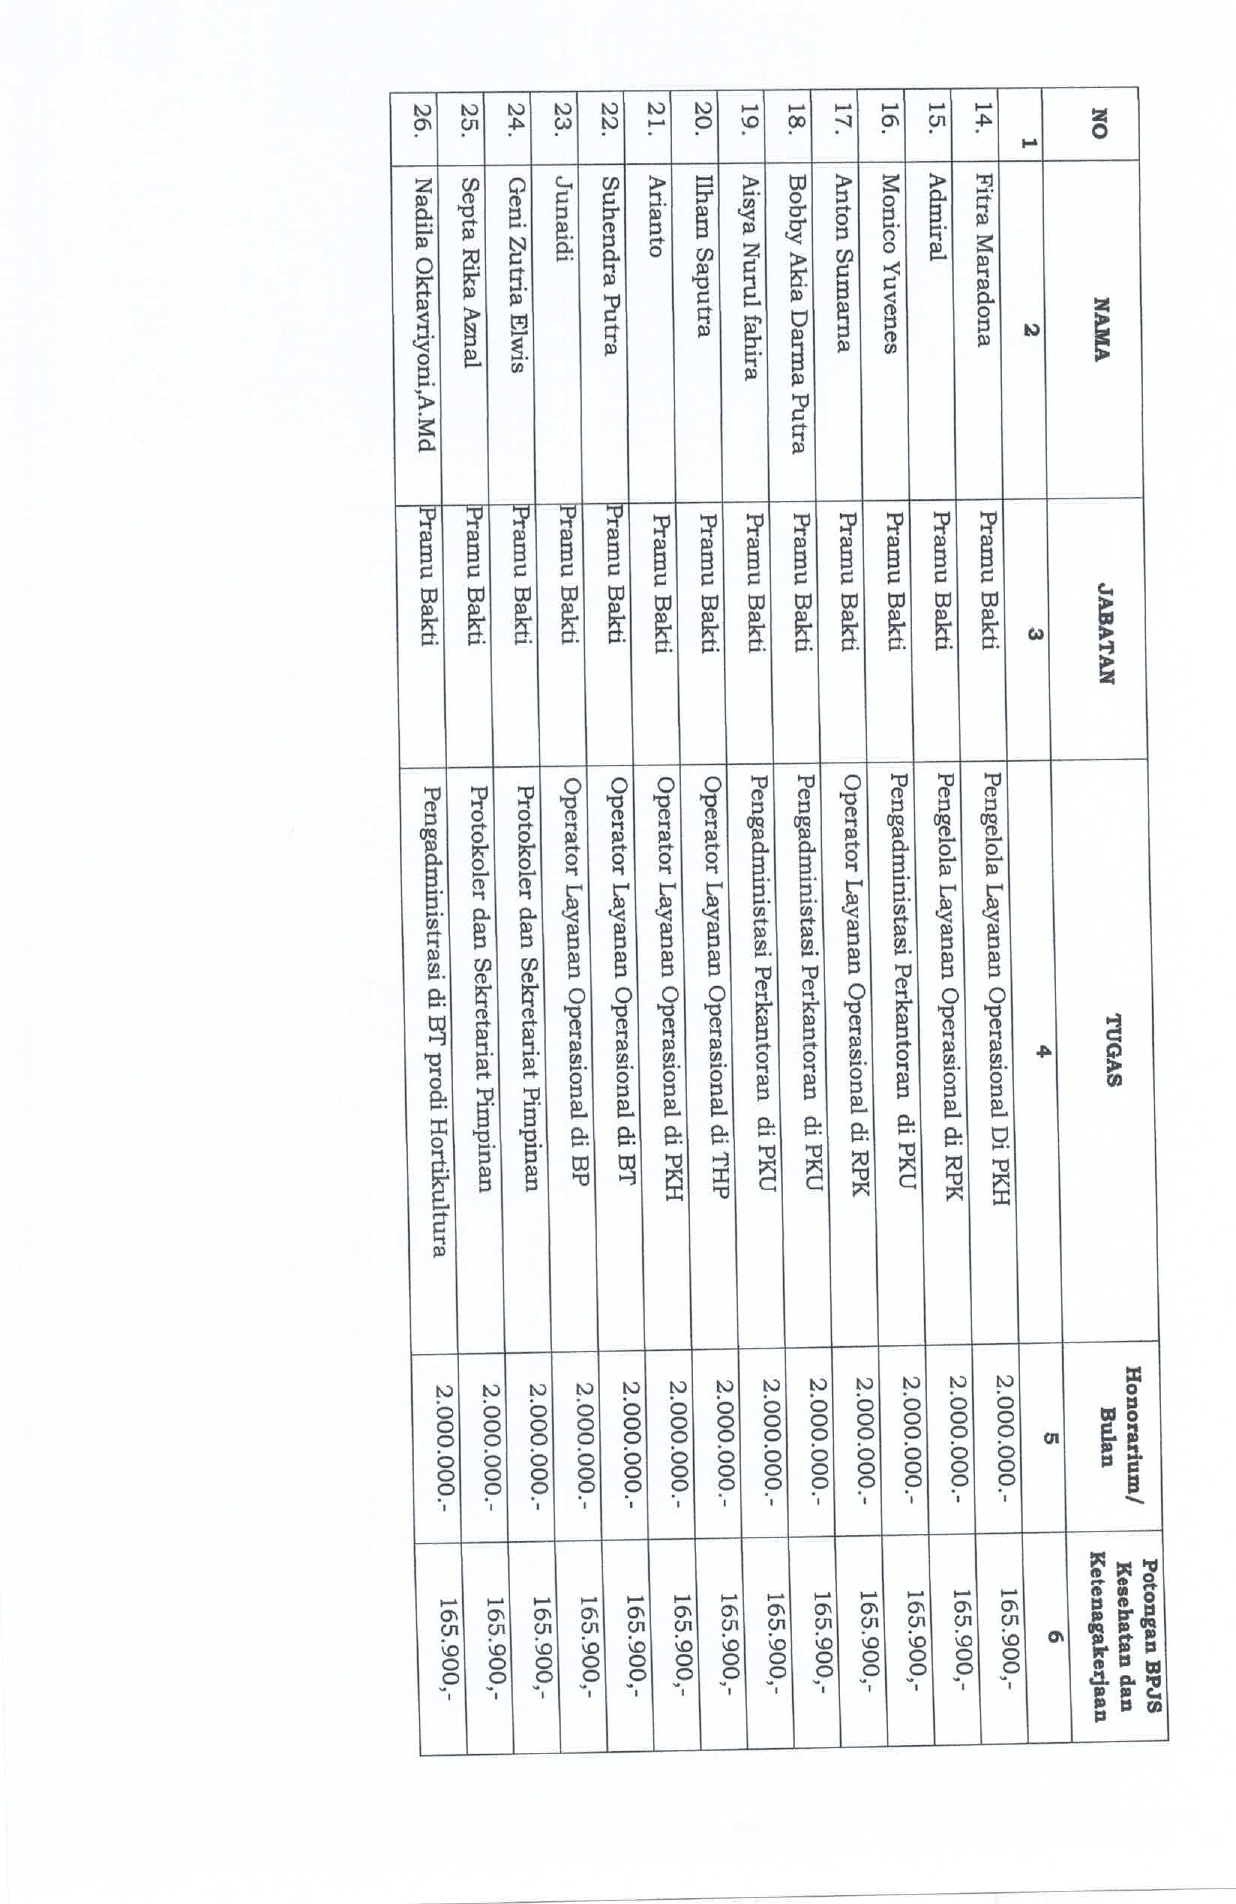 NO NAMA JABATAN TUGAS Honorarium/ Bulan Potongan BPJS Kesehatan dan Ketenagakerjaan
1 2 3 4 5 6
14. Fitra Maradona Pramu Bakti Pengelola Layanan Operasional Di PKH 2.000.000.- 165.900,-
15. Admiral Pramu Bakti Pengelola Layanan Operasional di RPK 2.000.000.- 165.900,-
16. Monico Yuvenes Pramu Bakti Pengadministasi Perkantoran di PKU 2.000.000.- 165.900,-
17. Anton Sumarna Pramu Bakti Operator Layanan Operasional di RPK 2.000.000.- 165.900,-
18. Bobby Akia Darma Putra Pramu Bakti Pengadministasi Perkantoran di PKU 2.000.000.- 165.900,-
19. Aisya Nurul fahira Pramu Bakti Pengadministasi Perkantoran di PKU 2.000.000.- 165.900,-
20. Ilham Saputra Pramu Bakti Operator Layanan Operasional di THP 2.000.000.- 165.900,-
21. Arianto Pramu Bakti Operator Layanan Operasional di PKH 2.000.000.- 165.900,-
22. Suhendra Putra Pramu Bakti Operator Layanan Operasional di BT 2.000.000.- 165.900,-
23. Junaidi Pramu Bakti Operator Layanan Operasional di BP 2.000.000.- 165.900,-
24. Geni Zutria Elwis Pramu Bakti Protokoler dan Sekretariat Pimpinan 2.000.000.- 165.900,-
25. Septa Rika Aznal Pramu Bakti Protokoler dan Sekretariat Pimpinan 2.000.000.- 165.900,-
26. Nadila Oktavriyoni,A.Md Pramu Bakti Pengadministrasi di BT prodi Hortikultura 2.000.000.- 165.900,-